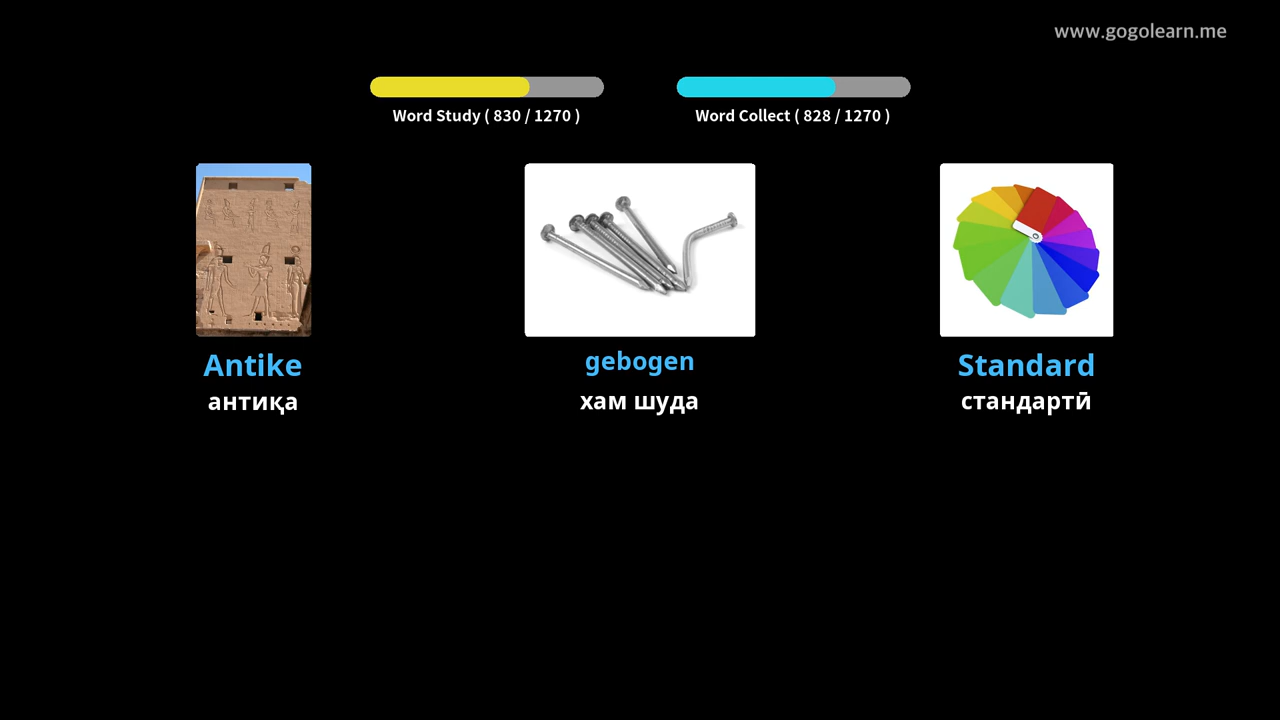 www.gogolearn.me
Word Study ( 830 / 1270 )
Word Collect ( 828 / 1270 )
Antike
антиқа
gebogen
хам шуда
Standard
стандартӣ